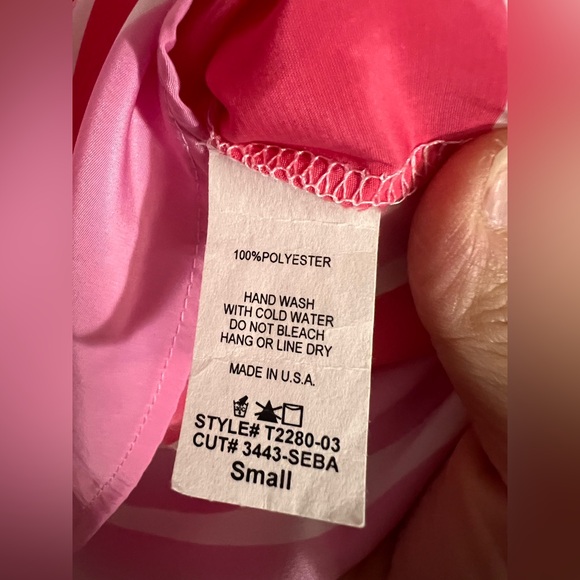 100%POLYESTER
HAND WASH
WITH COLD WATER
DO NOT BLEACH
HANG OR LINE DRY
MADE IN U.S.A.
STYLE# T2280-03
CUT# 3443-SEBA
Small